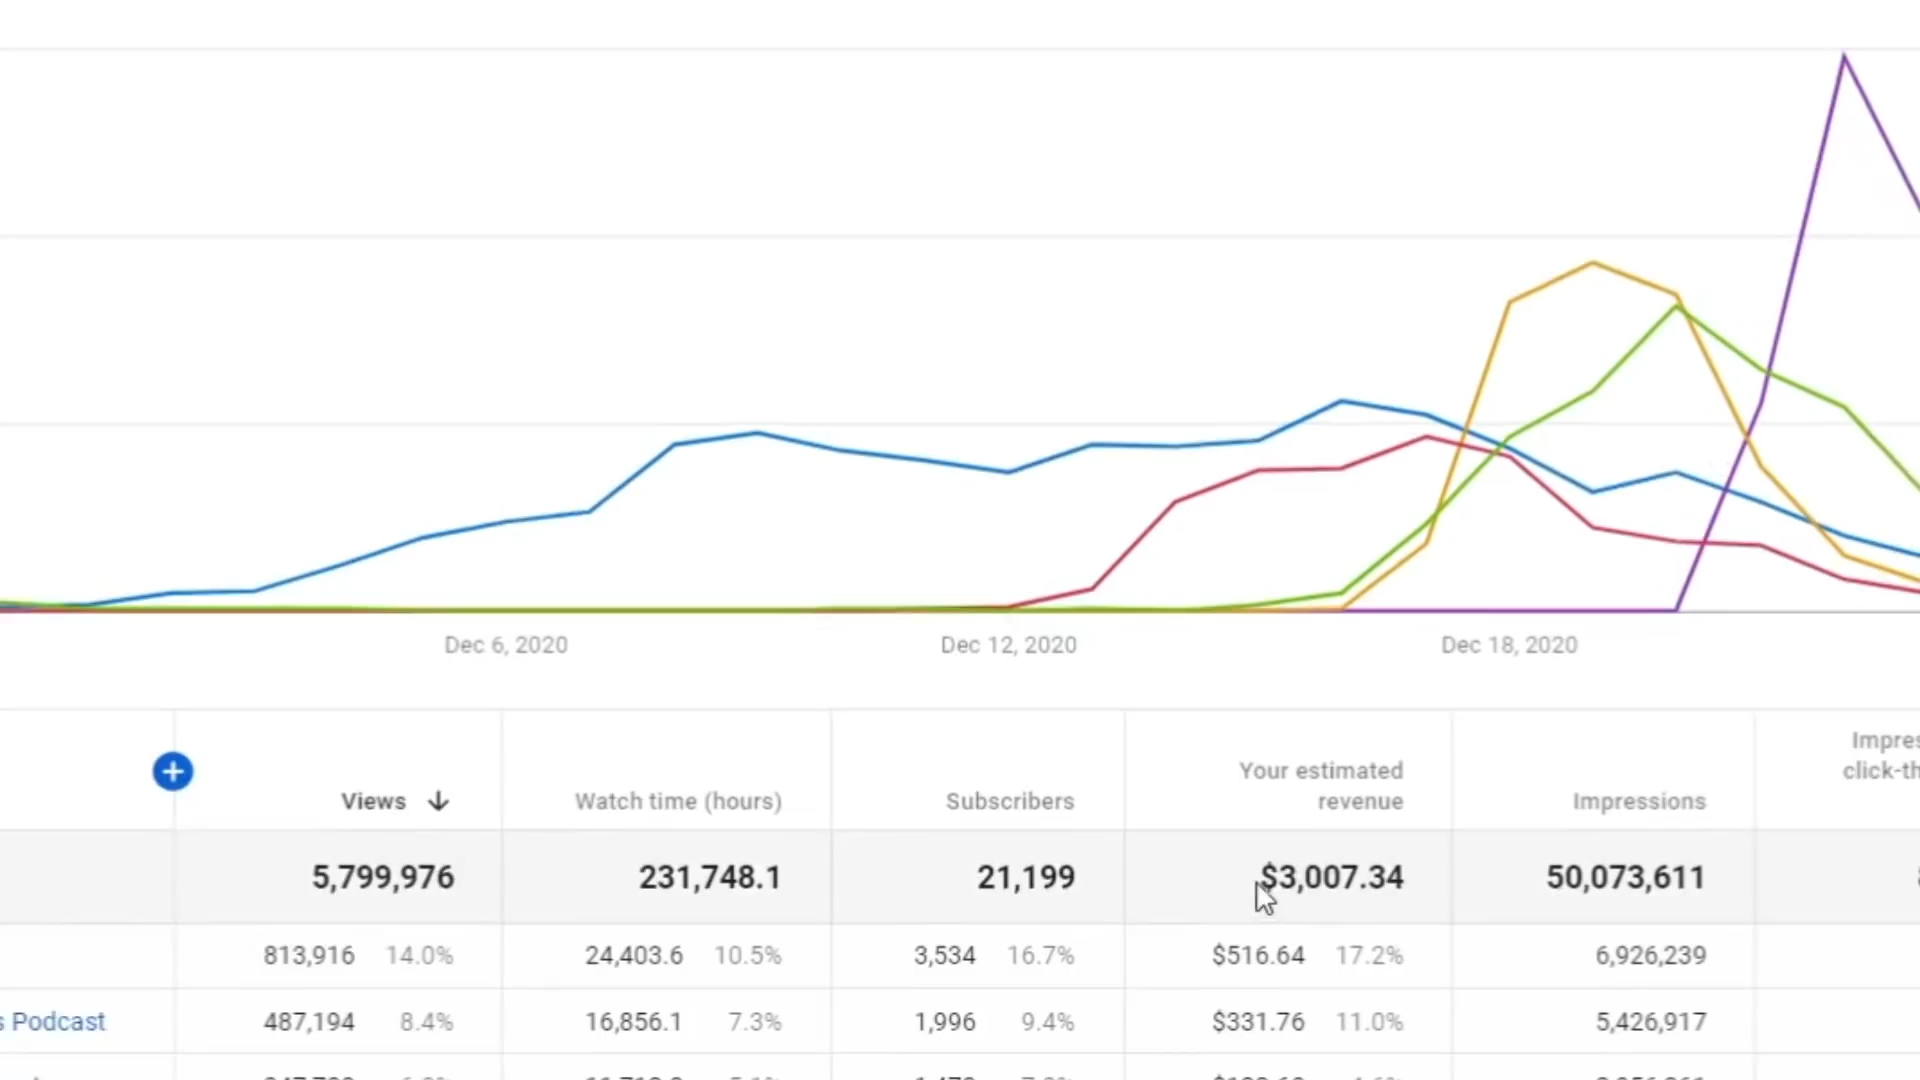 Dec 6, 2020 Dec 12, 2020 Dec 18, 2020
Impres
Your estimated click-th
Views Watch time (hours) Subscribers revenue Impressions
5,799,976 231,748.1 21,199 $3,007.34 50,073,611
813,916 14.0% 24,403.6 10.5% 3,534 16.7% $516.64 17.2% 6,926,239
s Podcast 487,194 8.4% 16,856.1 7.3% 1,996 9.4% $331.76 11.0% 5,426,917